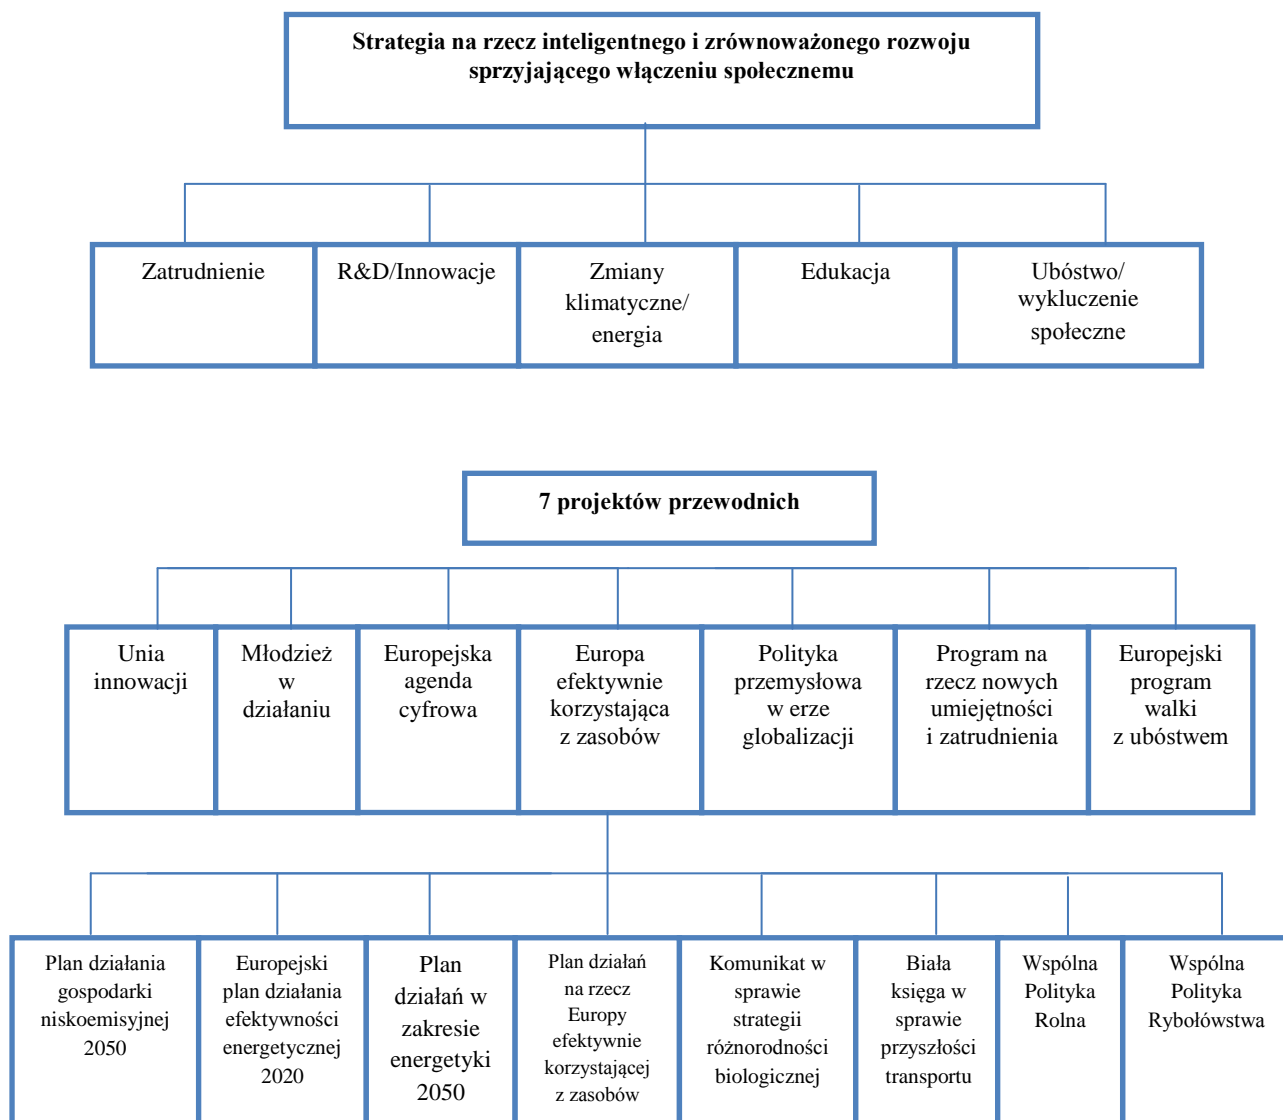 Strategia na rzecz inteligentnego i zrównoważonego rozwoju
sprzyjającego włączeniu społecznemu
Zatrudnienie
R&D/Innowacje
Zmiany
klimatyczne/
energia
Edukacja
Ubóstwo/
wykluczenie
społeczne
7 projektów przewodnich
Unia
innowacji
Młodzież
w
działaniu
Europejska
agenda
cyfrowa
Europa
efektywnie
korzystająca
z zasobów
Polityka
przemysłowa
w erze
globalizacji
Program na
rzecz nowych
umiejętności
i zatrudnienia
Europejski
program
walki
z ubóstwem
Plan działania
gospodarki
niskoemisyjnej
2050
Europejski
plan działania
efektywności
energetycznej
2020
Plan
działań w
zakresie
energetyki
2050
Plan działań
na rzecz
Europy
efektywnie
korzystającej
z zasobów
Komunikat w
sprawie
strategii
różnorodności
biologicznej
Biała
księga w
sprawie
przyszłości
transportu
Wspólna
Polityka
Rolna
Wspólna
Polityka
Rybołówstwa